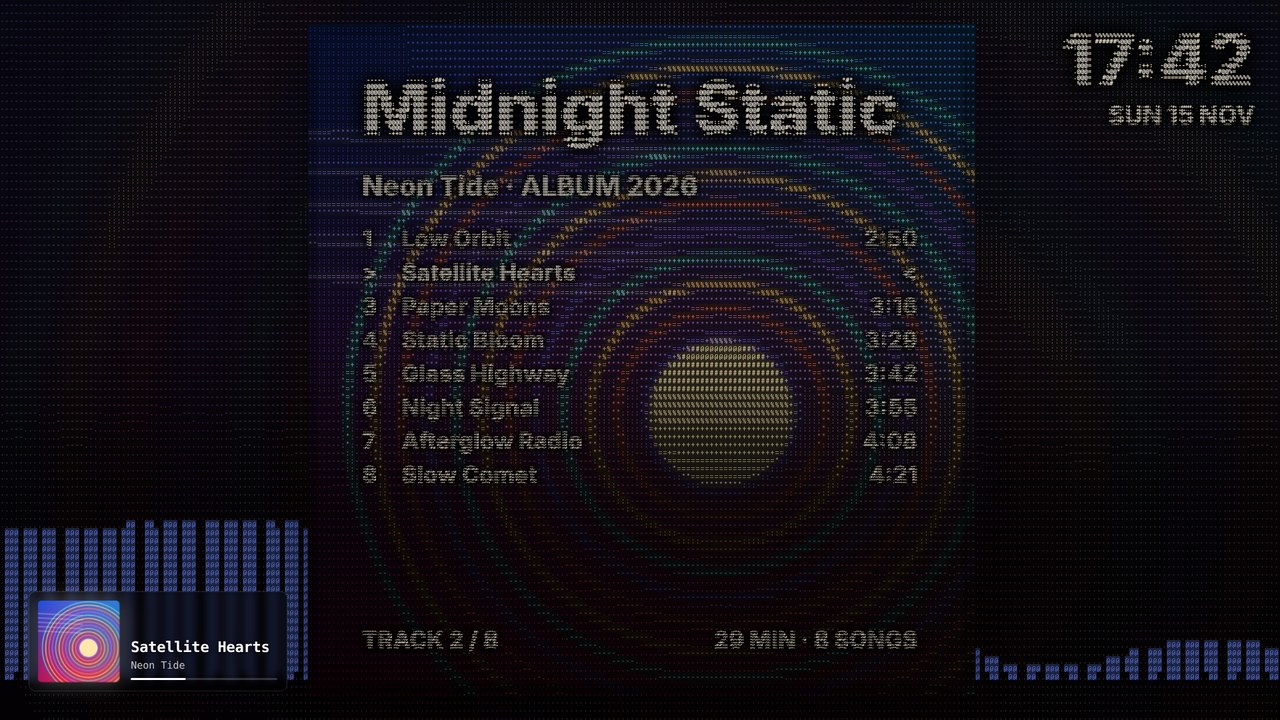 17:42
SUN 15 NOV
Midnight Static
Neon Tide · ALBUM 2026
1 Low Orbit 2:50
Satellite Hearts
3 Paper Moons 3:16
4 Static Bloom 3:29
5 Glass Highway 3:42
6 Night Signal 3:55
7 Afterglow Radio 4:08
8 Slow Comet 4:21
TRACK 2 / 8
29 MIN · 8 SONGS
Satellite Hearts
Neon Tide